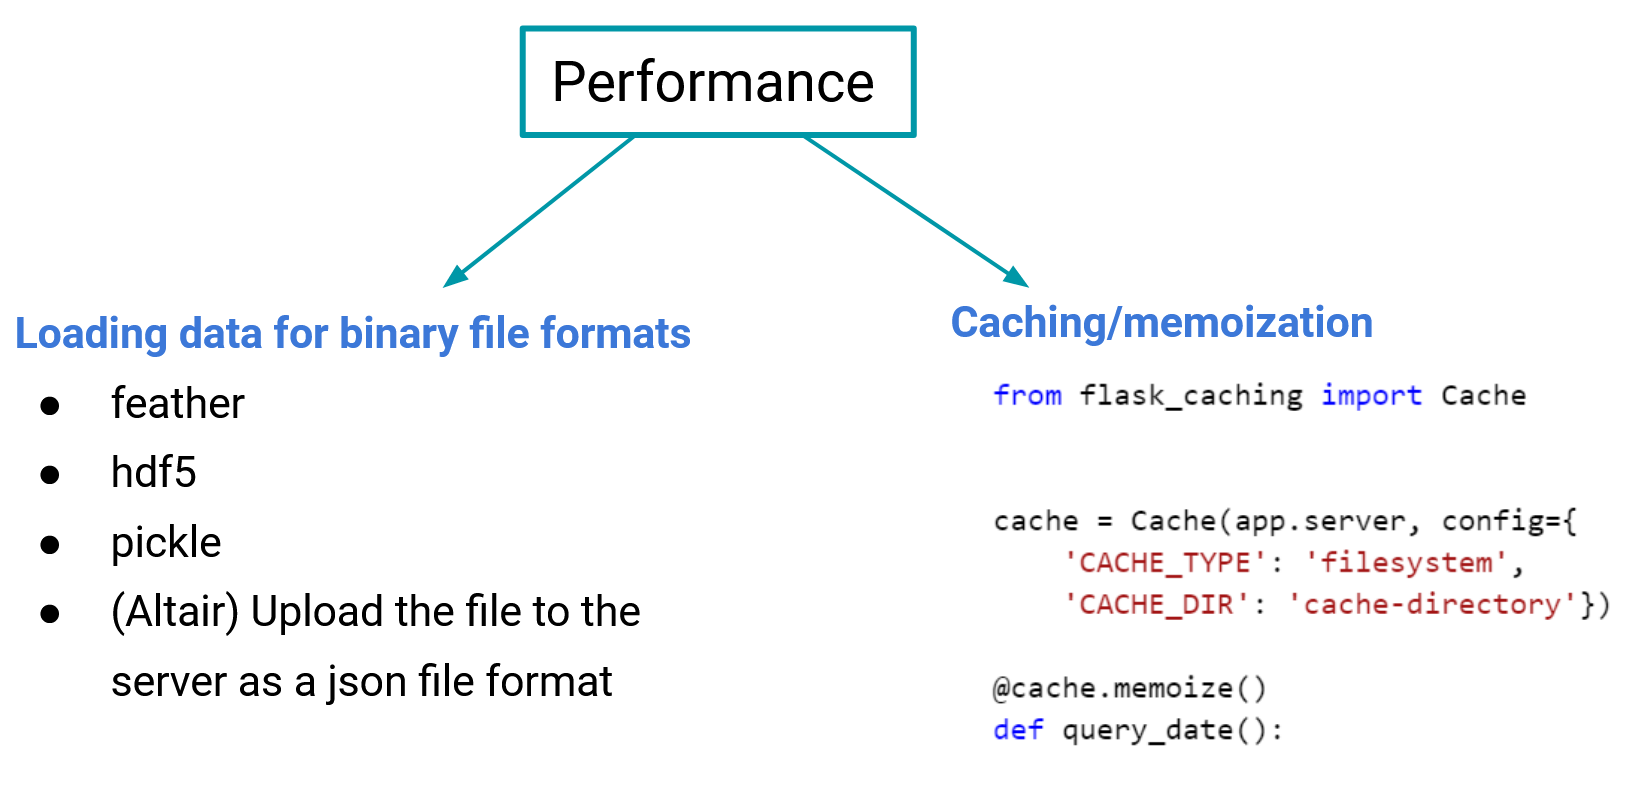 Performance
Loading data for binary file formats
● feather
● hdf5
● pickle
● (Altair) Upload the file to the
server as a json file format
Caching/memoization
from flask_caching import Cache
cache = Cache(app.server, config={
    'CACHE_TYPE': 'filesystem',
    'CACHE_DIR': 'cache-directory'})
@cache.memoize()
def query_date():